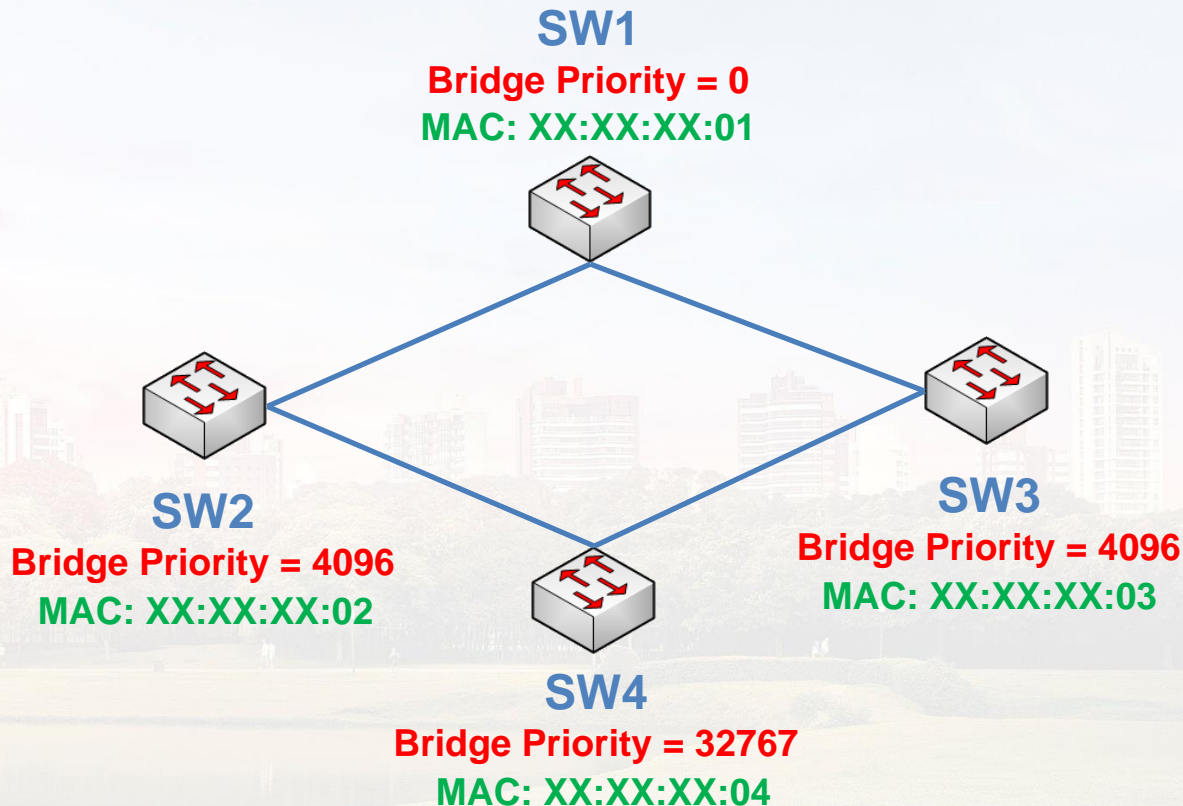 SW1
Bridge Priority = 0
MAC: XX:XX:XX:01
SW2
Bridge Priority = 4096
MAC: XX:XX:XX:02
SW3
Bridge Priority = 4096
MAC: XX:XX:XX:03
SW4
Bridge Priority = 32767
MAC: XX:XX:XX:04